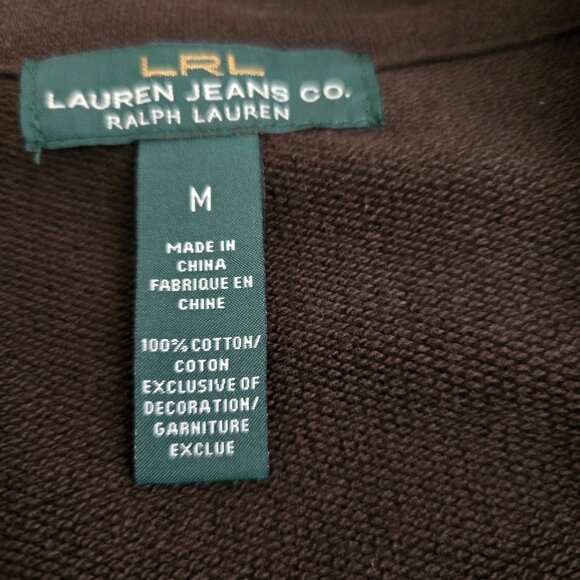 LRL
LAUREN JEANS CO.
RALPH LAUREN
M
MADE IN
CHINA
FABRIQUE EN
CHINE
100% COTTON/
COTON
EXCLUSIVE OF
DECORATION/
GARNITURE
EXCLUE